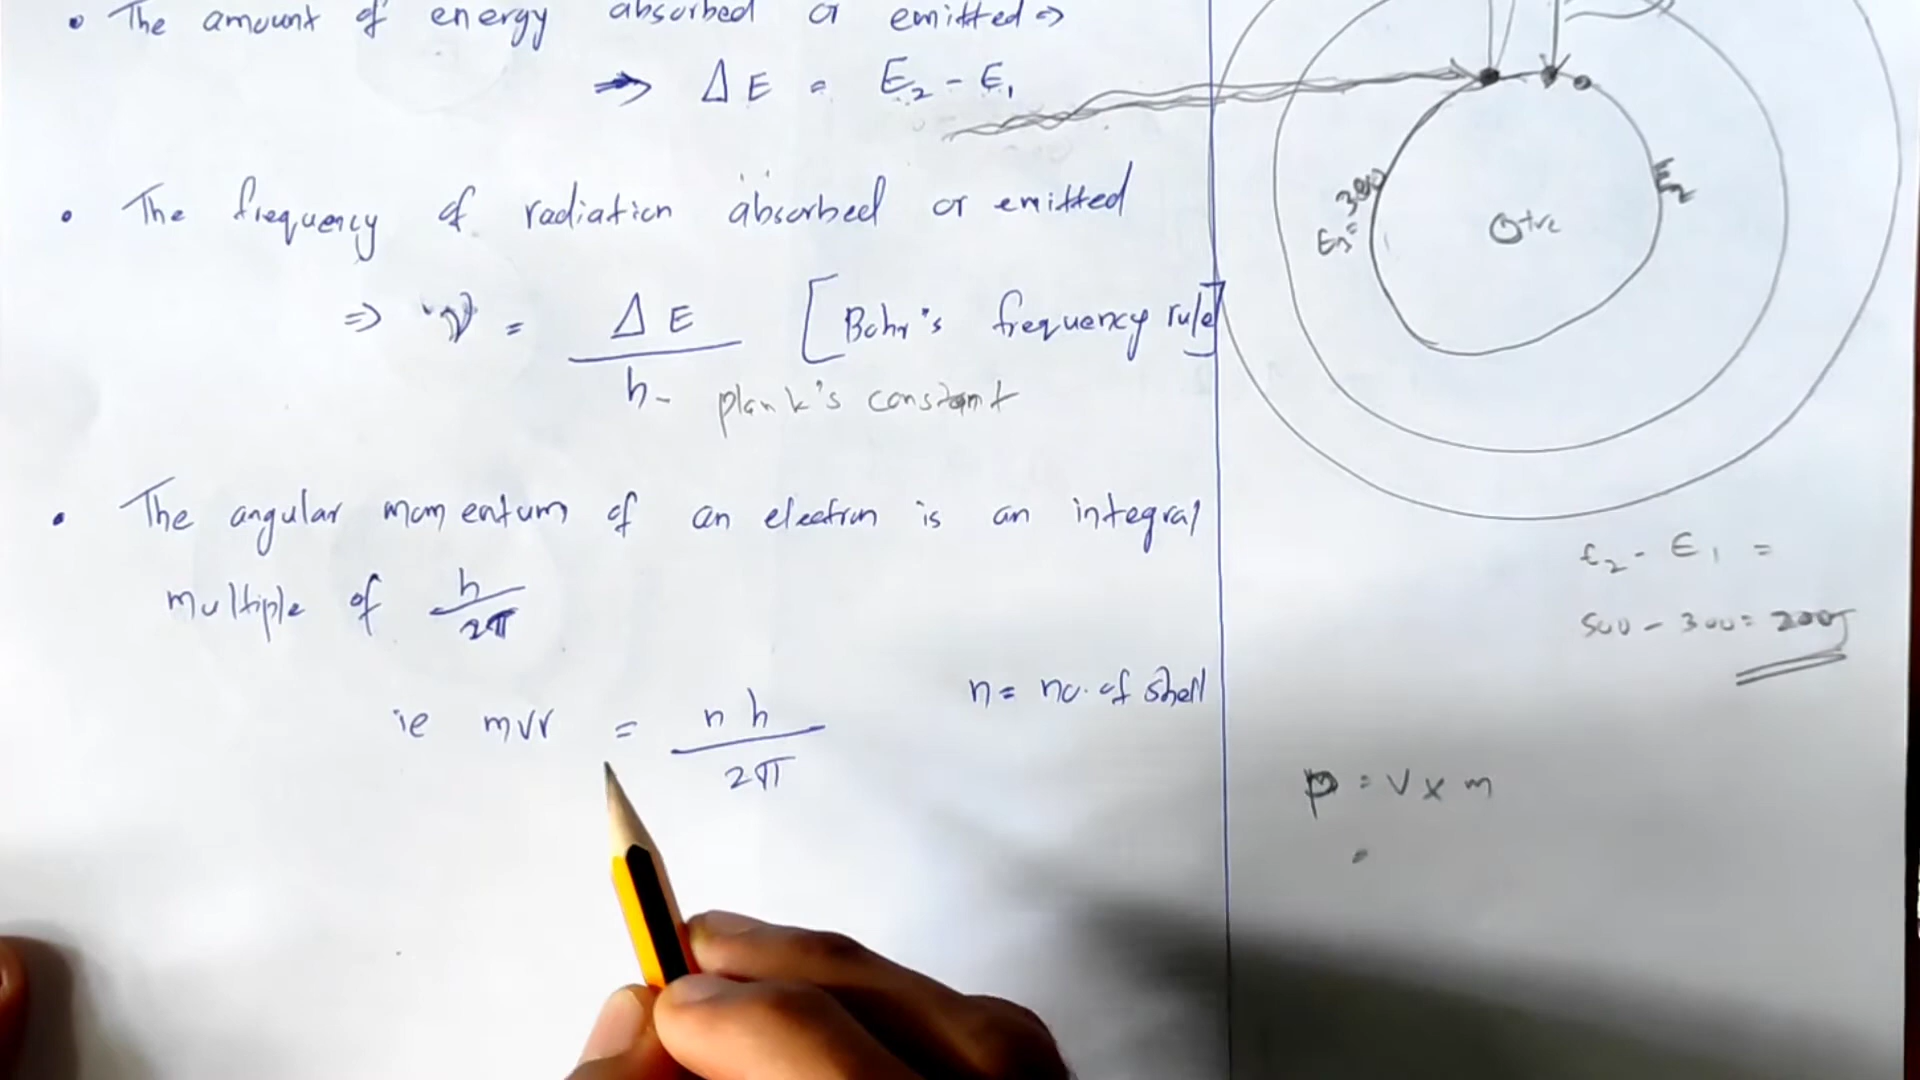 • The amount of energy absorbed or emitted ⇒
⇒ ΔE = E₂ - E₁
• The frequency of radiation absorbed or emitted
⇒ 'ν' = ΔE / h [Bohr's frequency rule]
h - plank's constant
• The angular momentum of an electron is an integral
multiple of h / 2π
ie mvr = nh / 2π
n = no. of shell
300
E₂
+ve
E₂ - E₁ =
500 - 300 = 200J
p = v x m
=